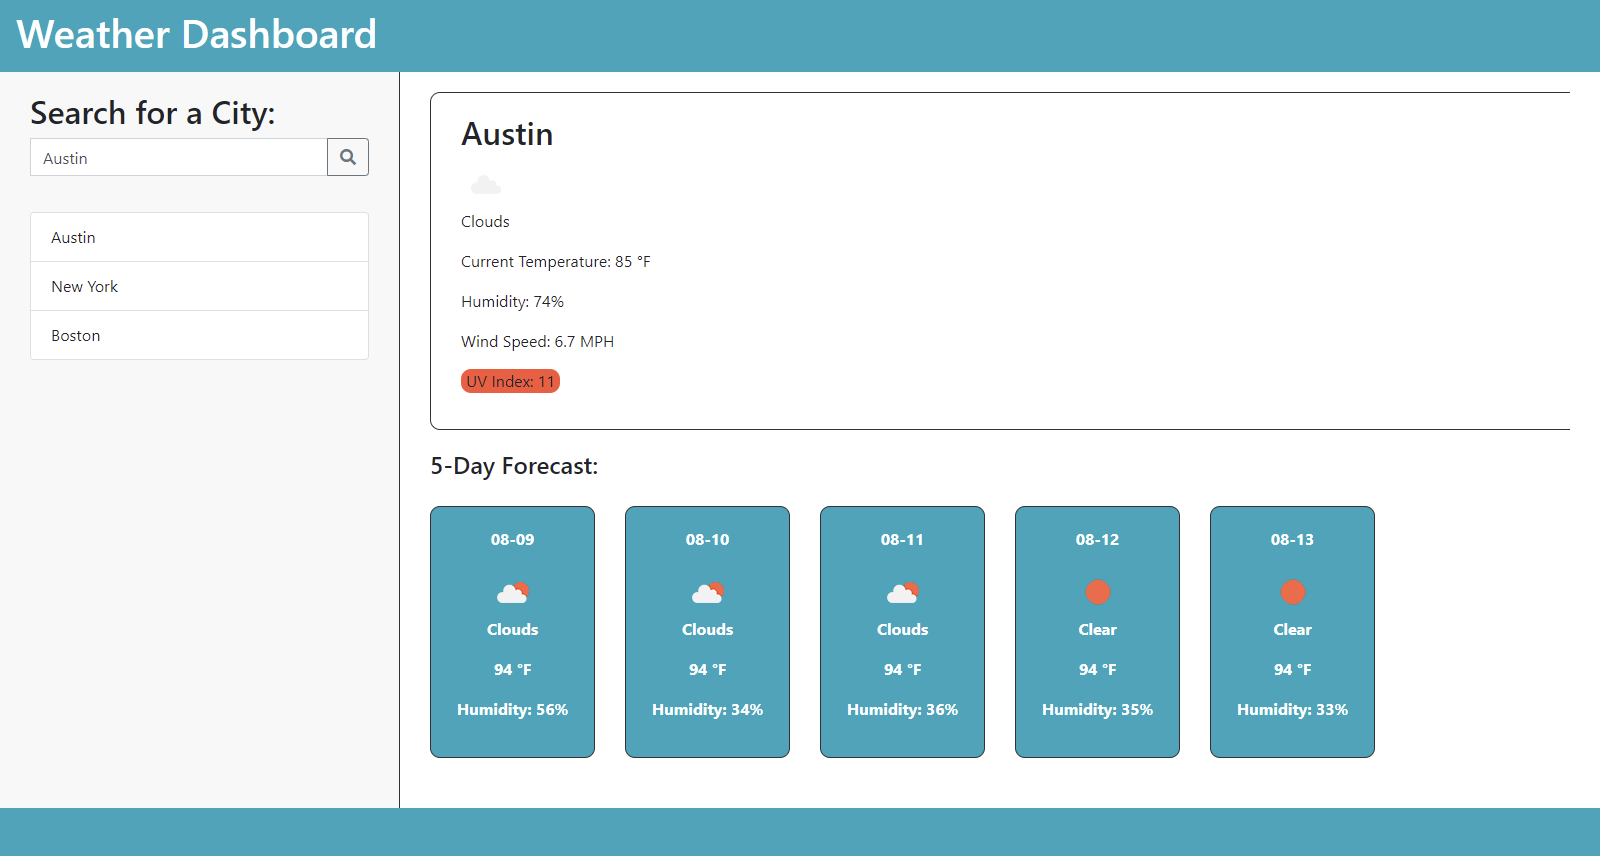 Weather Dashboard
Search for a City:
Austin
Austin
New York
Boston
Austin
Clouds
Current Temperature: 85 °F
Humidity: 74%
Wind Speed: 6.7 MPH
UV Index: 11
5-Day Forecast:
08-09
Clouds
94 °F
Humidity: 56%
08-10
Clouds
94 °F
Humidity: 34%
08-11
Clouds
94 °F
Humidity: 36%
08-12
Clear
94 °F
Humidity: 35%
08-13
Clear
94 °F
Humidity: 33%